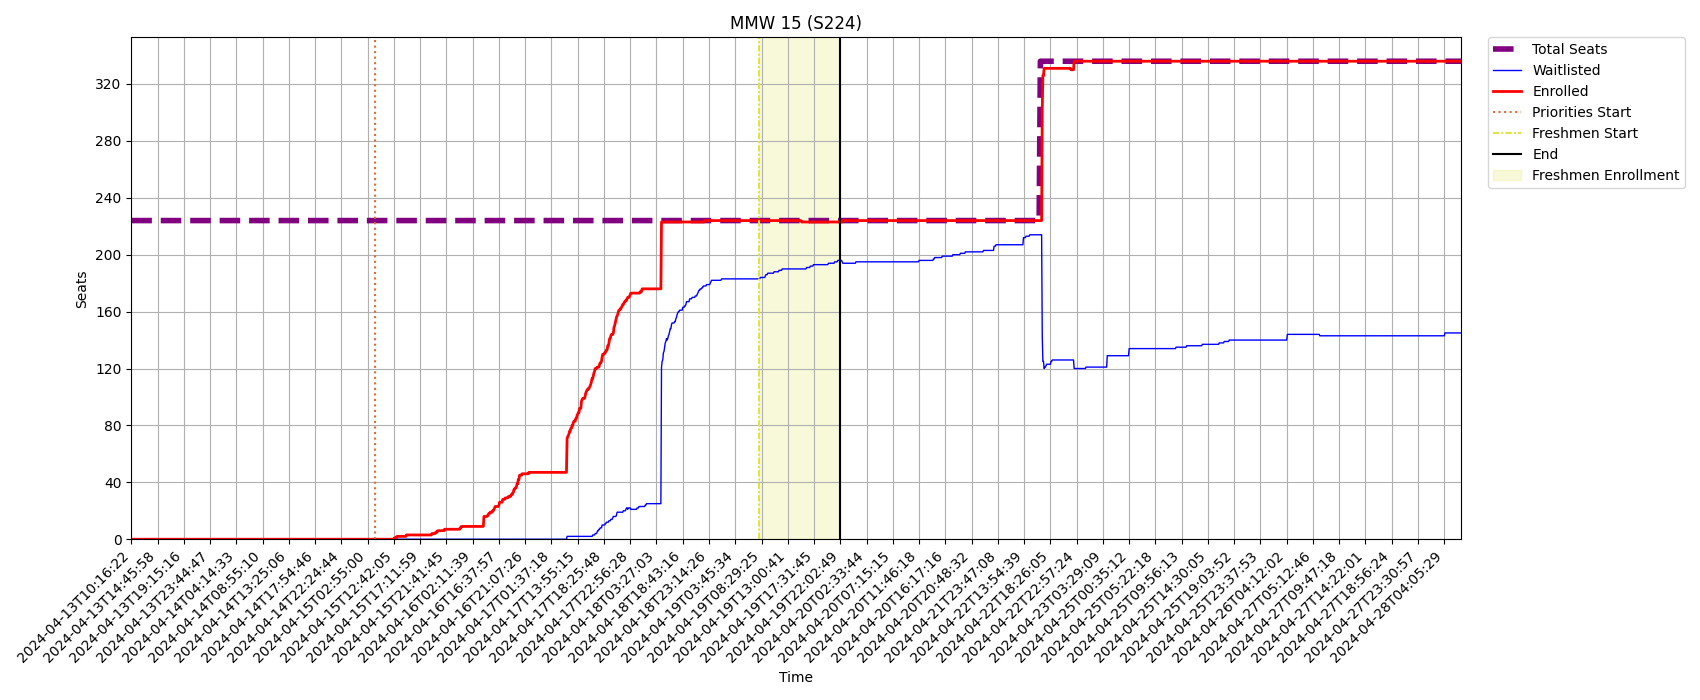 MMW 15 (S224)
Total Seats
Waitlisted
Enrolled
Priorities Start
Freshmen Start
End
Freshmen Enrollment
Seats
320
280
240
200
160
120
80
40
0
2024-04-13T10:16:22
2024-04-13T14:45:58
2024-04-13T19:15:16
2024-04-13T23:44:47
2024-04-14T04:14:33
2024-04-14T08:55:10
2024-04-14T13:25:06
2024-04-14T17:54:46
2024-04-14T22:24:44
2024-04-15T02:55:00
2024-04-15T12:42:05
2024-04-15T17:11:59
2024-04-15T21:41:45
2024-04-16T02:11:39
2024-04-16T16:37:57
2024-04-16T21:07:26
2024-04-17T01:37:18
2024-04-17T13:55:15
2024-04-17T18:25:48
2024-04-17T22:56:28
2024-04-18T03:27:03
2024-04-18T18:43:16
2024-04-18T23:14:26
2024-04-19T03:45:34
2024-04-19T08:29:25
2024-04-19T13:00:41
2024-04-19T17:31:45
2024-04-19T22:02:49
2024-04-20T02:33:44
2024-04-20T07:15:15
2024-04-20T11:46:18
2024-04-20T16:17:16
2024-04-20T20:48:32
2024-04-21T23:47:08
2024-04-22T13:54:39
2024-04-22T18:26:05
2024-04-22T22:57:24
2024-04-23T03:29:09
2024-04-25T00:35:12
2024-04-25T05:22:18
2024-04-25T09:56:13
2024-04-25T14:30:05
2024-04-25T19:03:52
2024-04-25T23:37:53
2024-04-26T04:12:02
2024-04-27T05:12:46
2024-04-27T09:47:18
2024-04-27T14:22:01
2024-04-27T18:56:24
2024-04-27T23:30:57
2024-04-28T04:05:29
Time